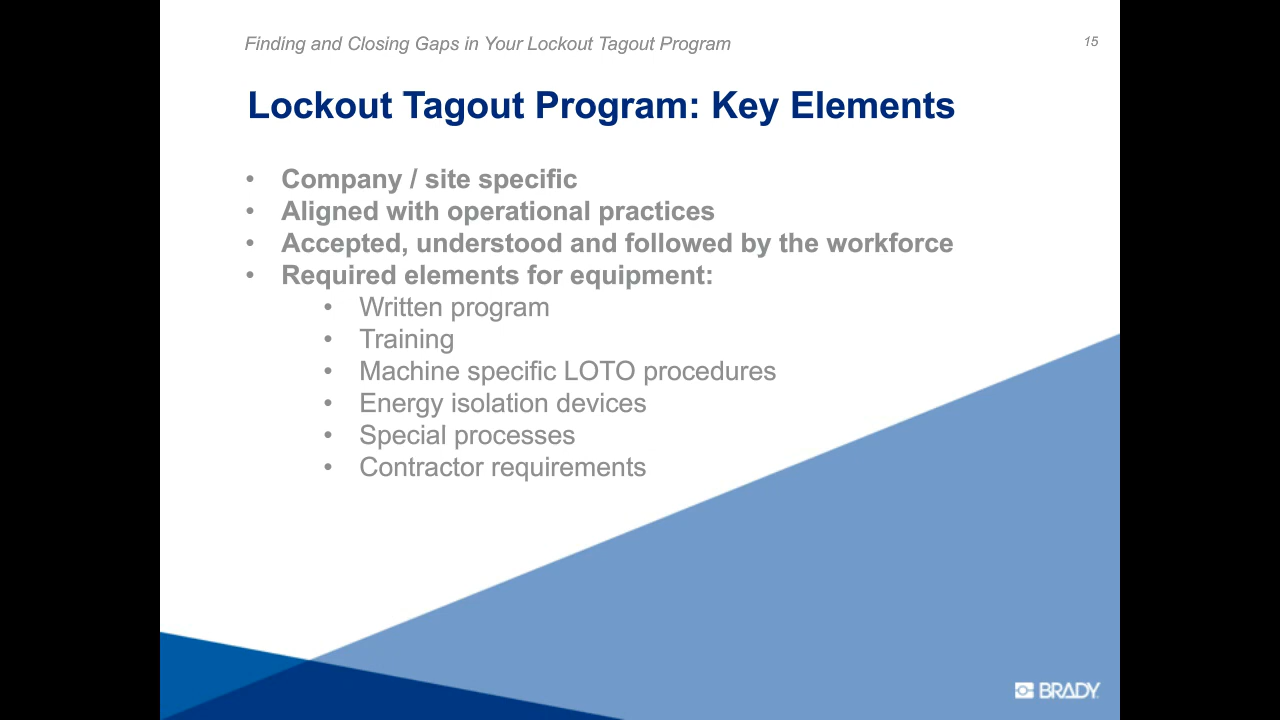 Finding and Closing Gaps in Your Lockout Tagout Program
15
Lockout Tagout Program: Key Elements
• Company / site specific
• Aligned with operational practices
• Accepted, understood and followed by the workforce
• Required elements for equipment:
• Written program
• Training
• Machine specific LOTO procedures
• Energy isolation devices
• Special processes
• Contractor requirements
BRADY